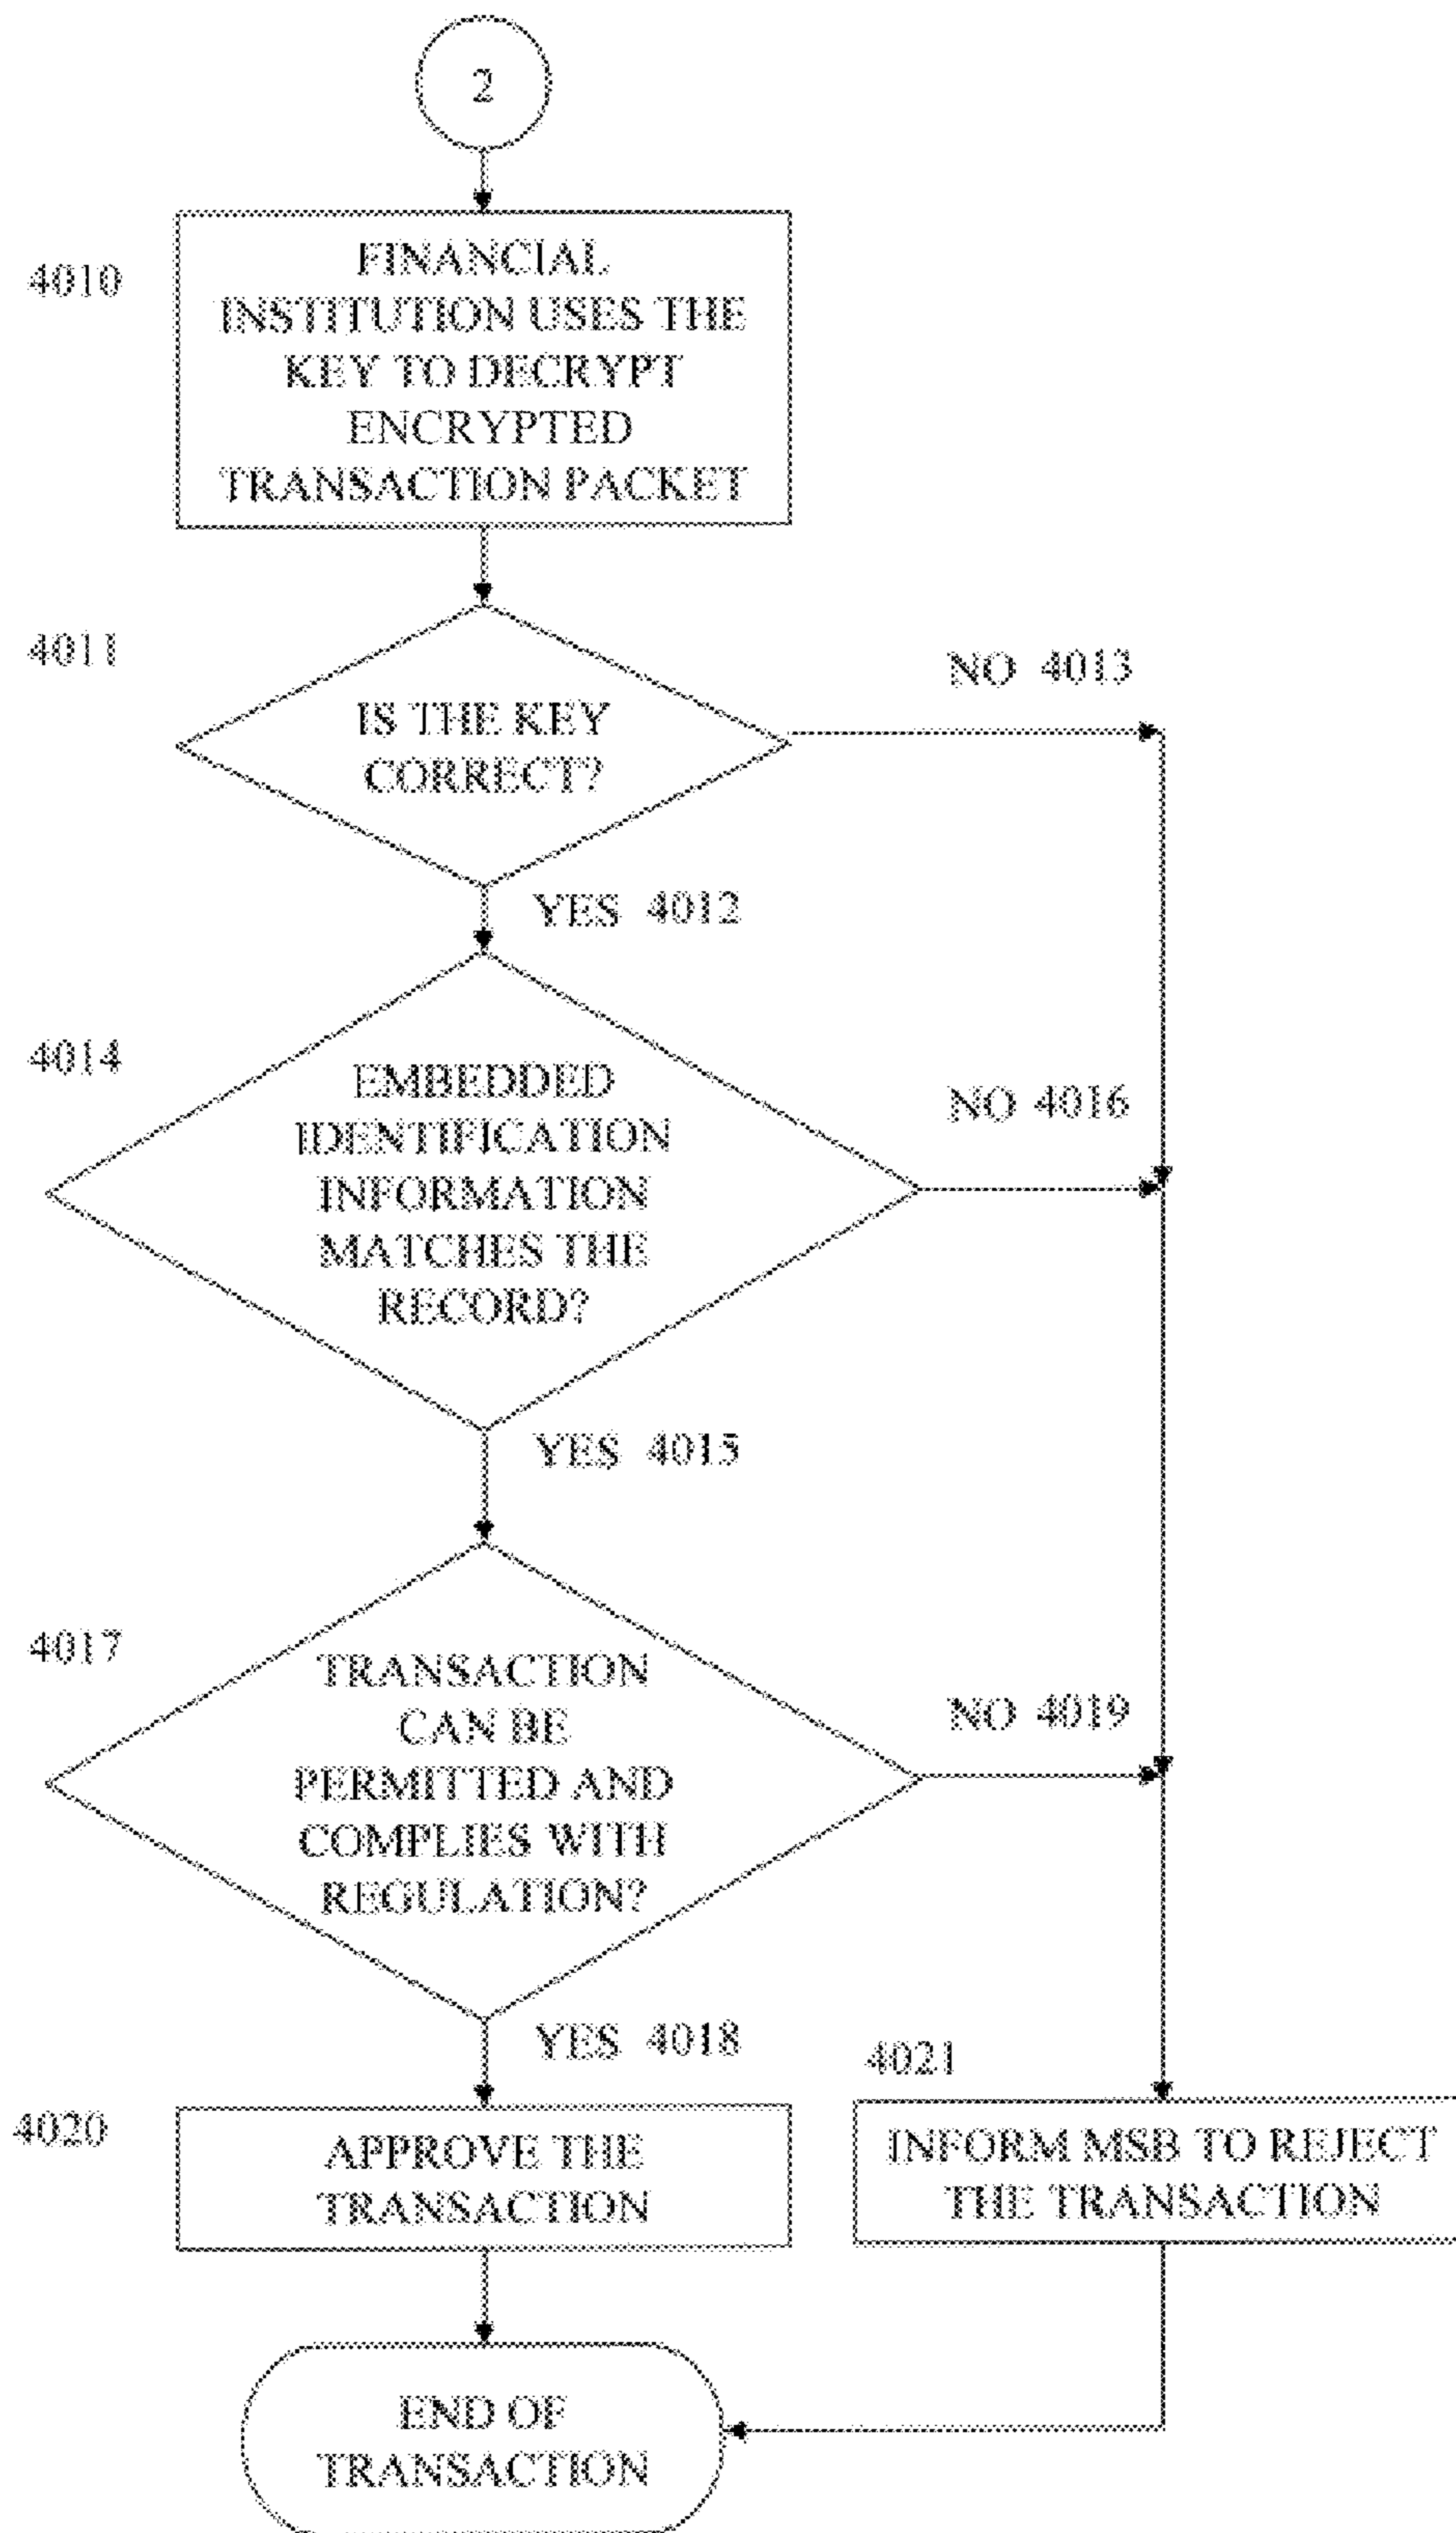 2
4010
FINANCIAL
INSTITUTION USES THE
KEY TO DECRYPT
ENCRYPTED
TRANSACTION PACKET
4011
IS THE KEY
CORRECT?
NO 4013
YES 4012
4014
EMBEDDED
IDENTIFICATION
INFORMATION
MATCHES THE
RECORD?
NO 4016
YES 4015
4017
TRANSACTION
CAN BE
PERMITTED AND
COMPLIES WITH
REGULATION?
NO 4019
YES 4018
4020
APPROVE THE
TRANSACTION
4021
INFORM MSB TO REJECT
THE TRANSACTION
END OF
TRANSACTION